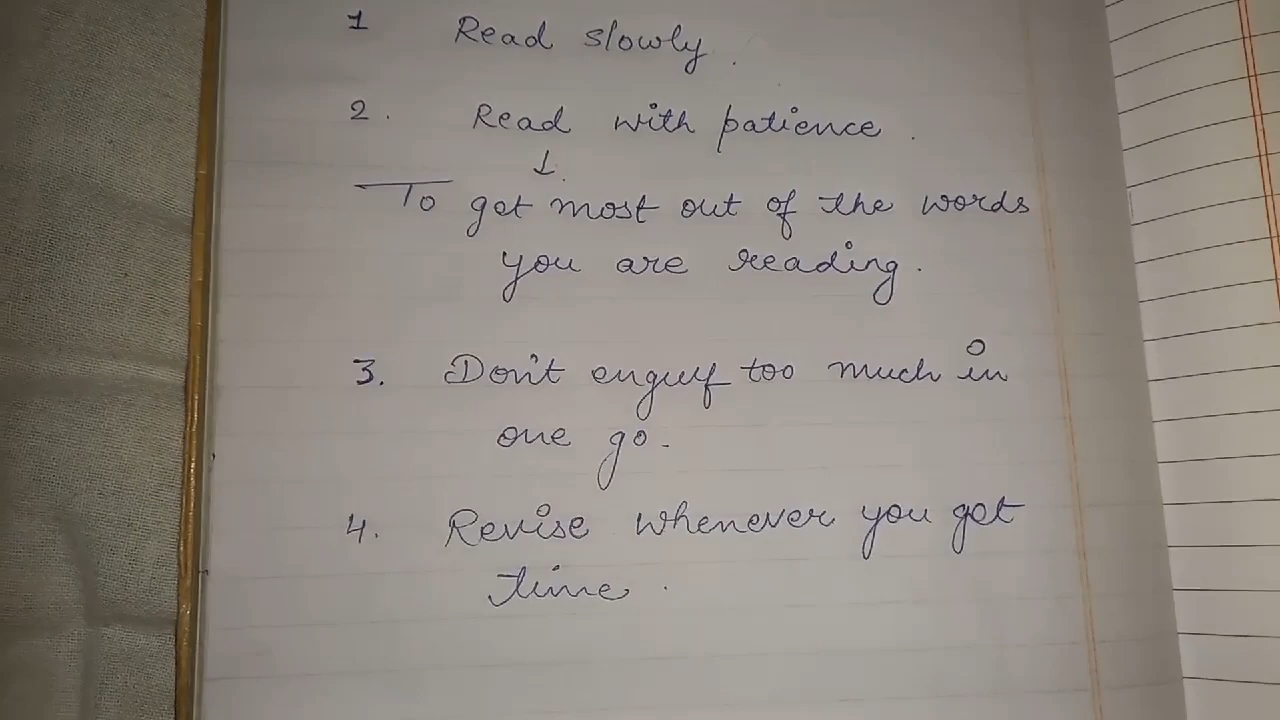 1 Read slowly.
2. Read with patience.
↓
To get most out of the words
you are reading.
3. Don't engulf too much in
one go.
4. Revise whenever you get
time.